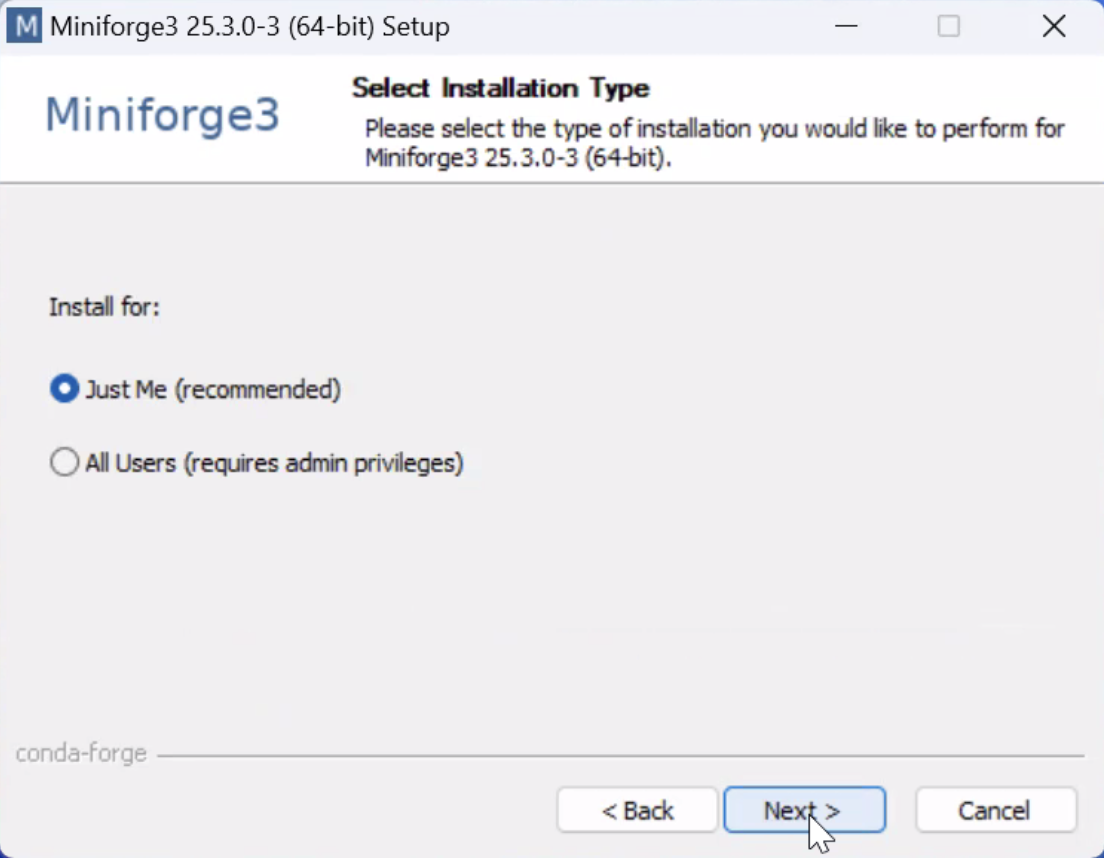 M Miniforge3 25.3.0-3 (64-bit) Setup
Miniforge3
Select Installation Type
Please select the type of installation you would like to perform for
Miniforge3 25.3.0-3 (64-bit).
Install for:
Just Me (recommended)
All Users (requires admin privileges)
conda-forge
< Back
Next >
Cancel